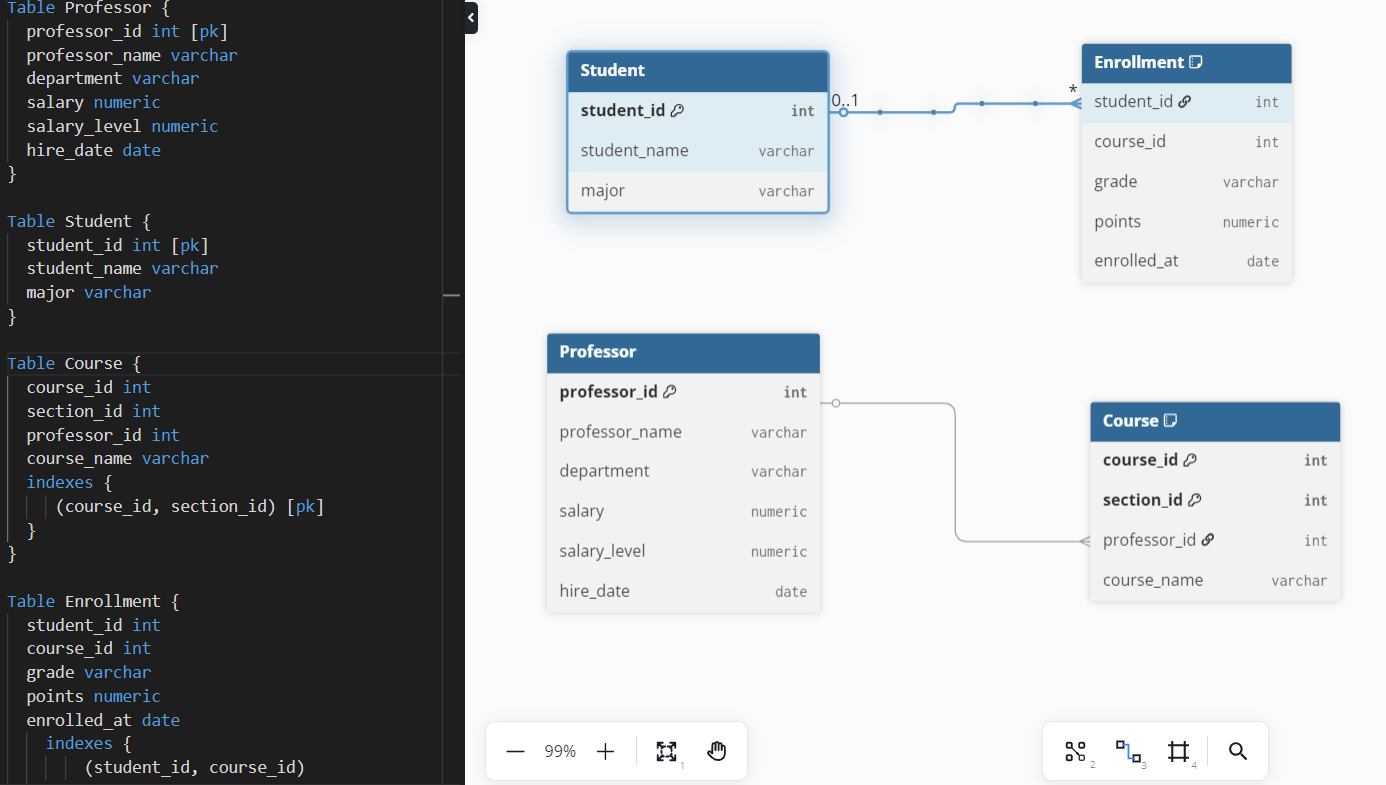 Table Professor {
professor_id int [pk]
professor_name varchar
department varchar
salary numeric
salary_level numeric
hire_date date
}
Table Student {
student_id int [pk]
student_name varchar
major varchar
}
Table Course {
course_id int
section_id int
professor_id int
course_name varchar
indexes {
(course_id, section_id) [pk]
}
}
Table Enrollment {
student_id int
course_id int
grade varchar
points numeric
enrolled_at date
indexes {
(student_id, course_id)
Student
student_id int
student_name varchar
major varchar
0..1
*
Enrollment
student_id int
course_id int
grade varchar
points numeric
enrolled_at date
Professor
professor_id int
professor_name varchar
department varchar
salary numeric
salary_level numeric
hire_date date
Course
course_id int
section_id int
professor_id int
course_name varchar
99%
1
2
3
4